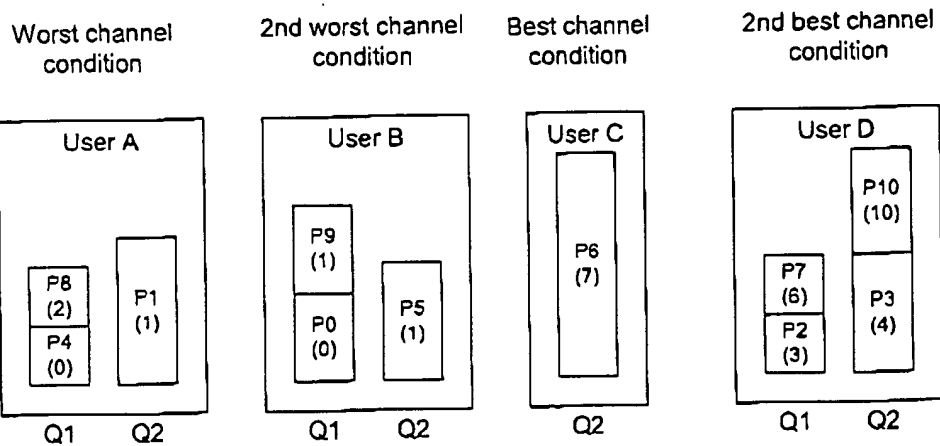 Worst channel
condition
2nd worst channel
condition
Best channel
condition
2nd best channel
condition
User A
P8
(2)
P4
(0)
P1
(1)
Q1
Q2
User B
P9
(1)
P0
(0)
P5
(1)
Q1
Q2
User C
P6
(7)
Q2
User D
P7
(6)
P2
(3)
P10
(10)
P3
(4)
Q1
Q2